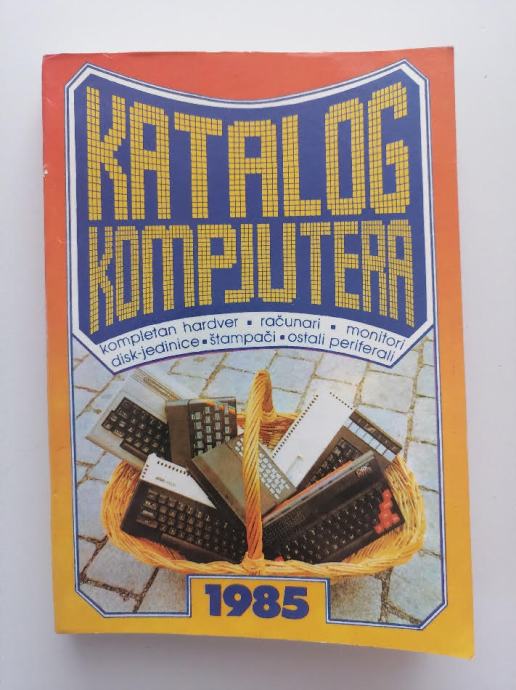 KATALOG
KOMPJUTERA
kompletan hardver ▪ računari ▪ monitori
disk-jedinice ▪ štampači ▪ ostali periferali
1985